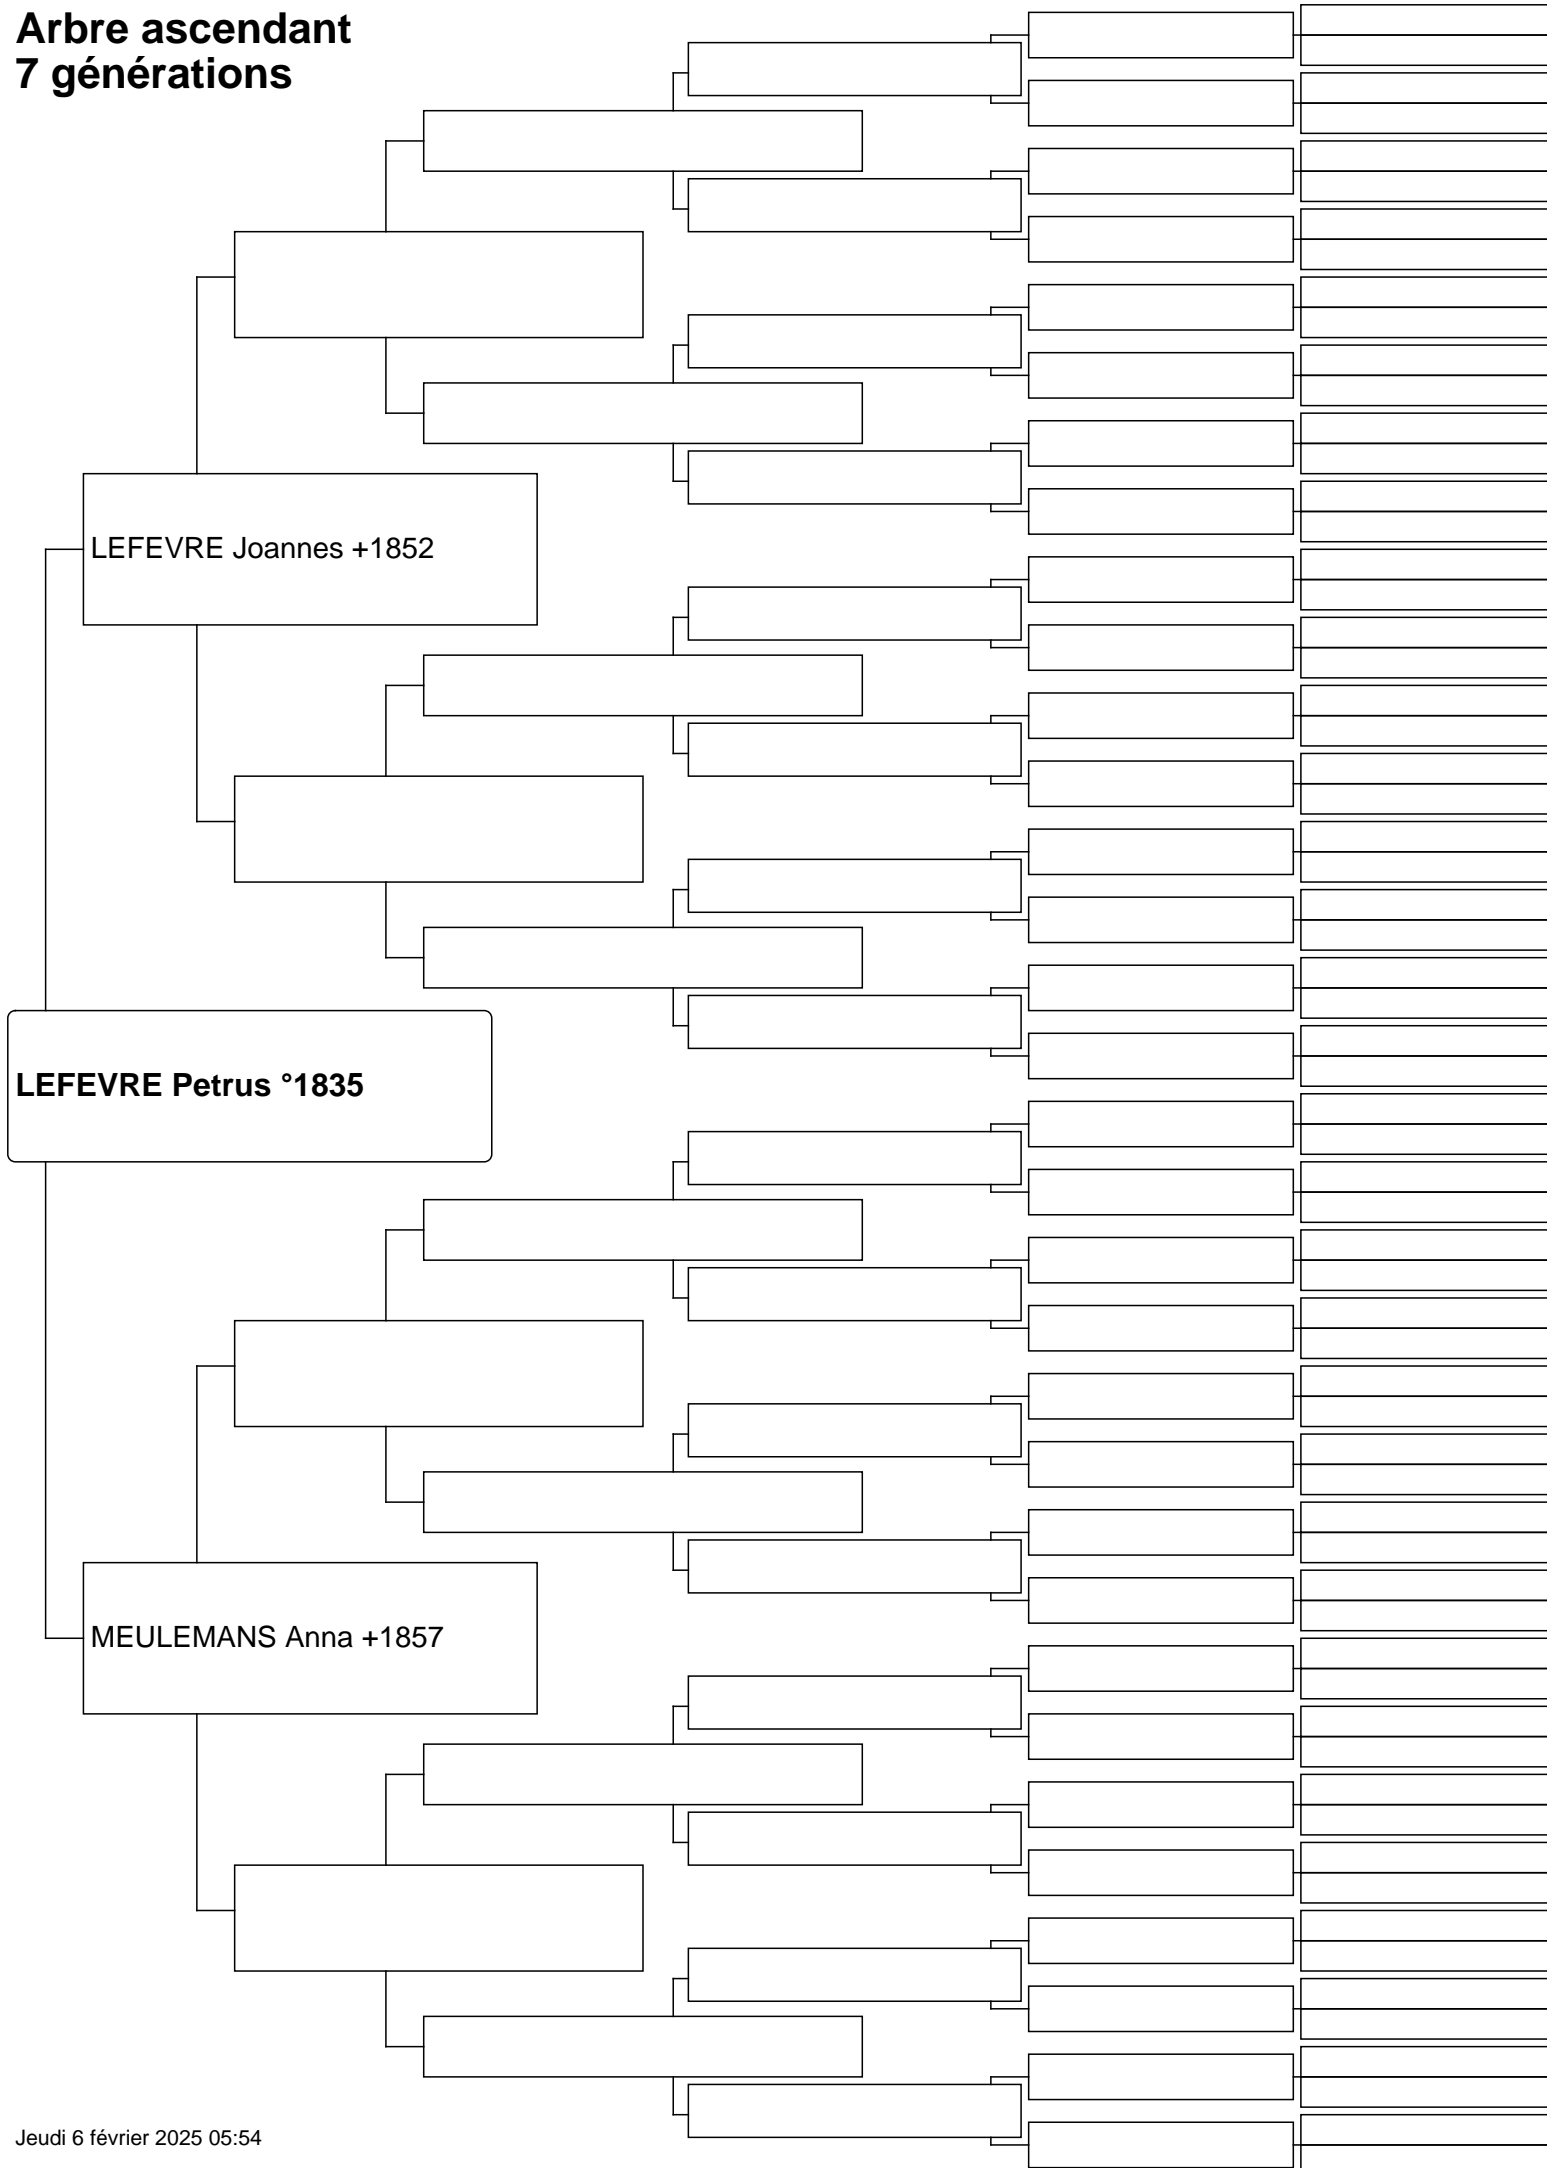 Arbre ascendant
7 générations
LEFEVRE Joannes +1852
LEFEVRE Petrus °1835
MEULEMANS Anna +1857
Jeudi 6 février 2025 05:54